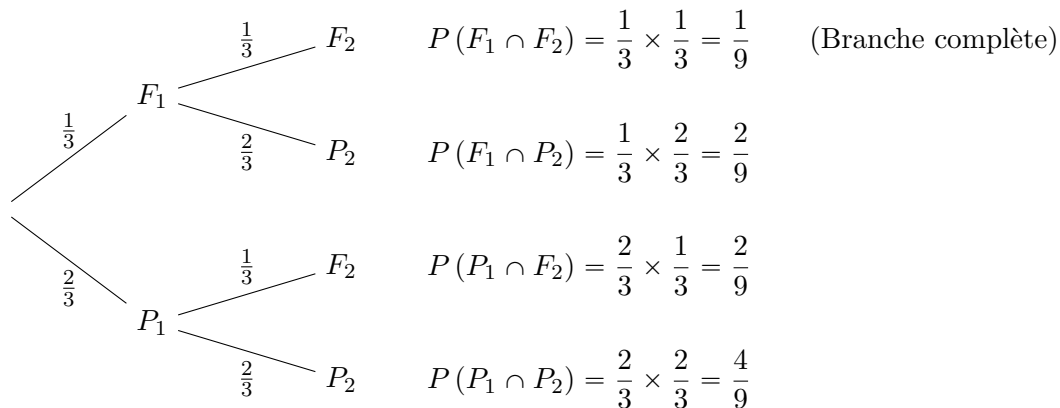 1/3 F₂ P(F₁ ∩ F₂) = 1/3 × 1/3 = 1/9 (Branche complète)
F₁
1/3 2/3 P₂ P(F₁ ∩ P₂) = 1/3 × 2/3 = 2/9
2/3 1/3 F₂ P(P₁ ∩ F₂) = 2/3 × 1/3 = 2/9
P₁
2/3 P₂ P(P₁ ∩ P₂) = 2/3 × 2/3 = 4/9